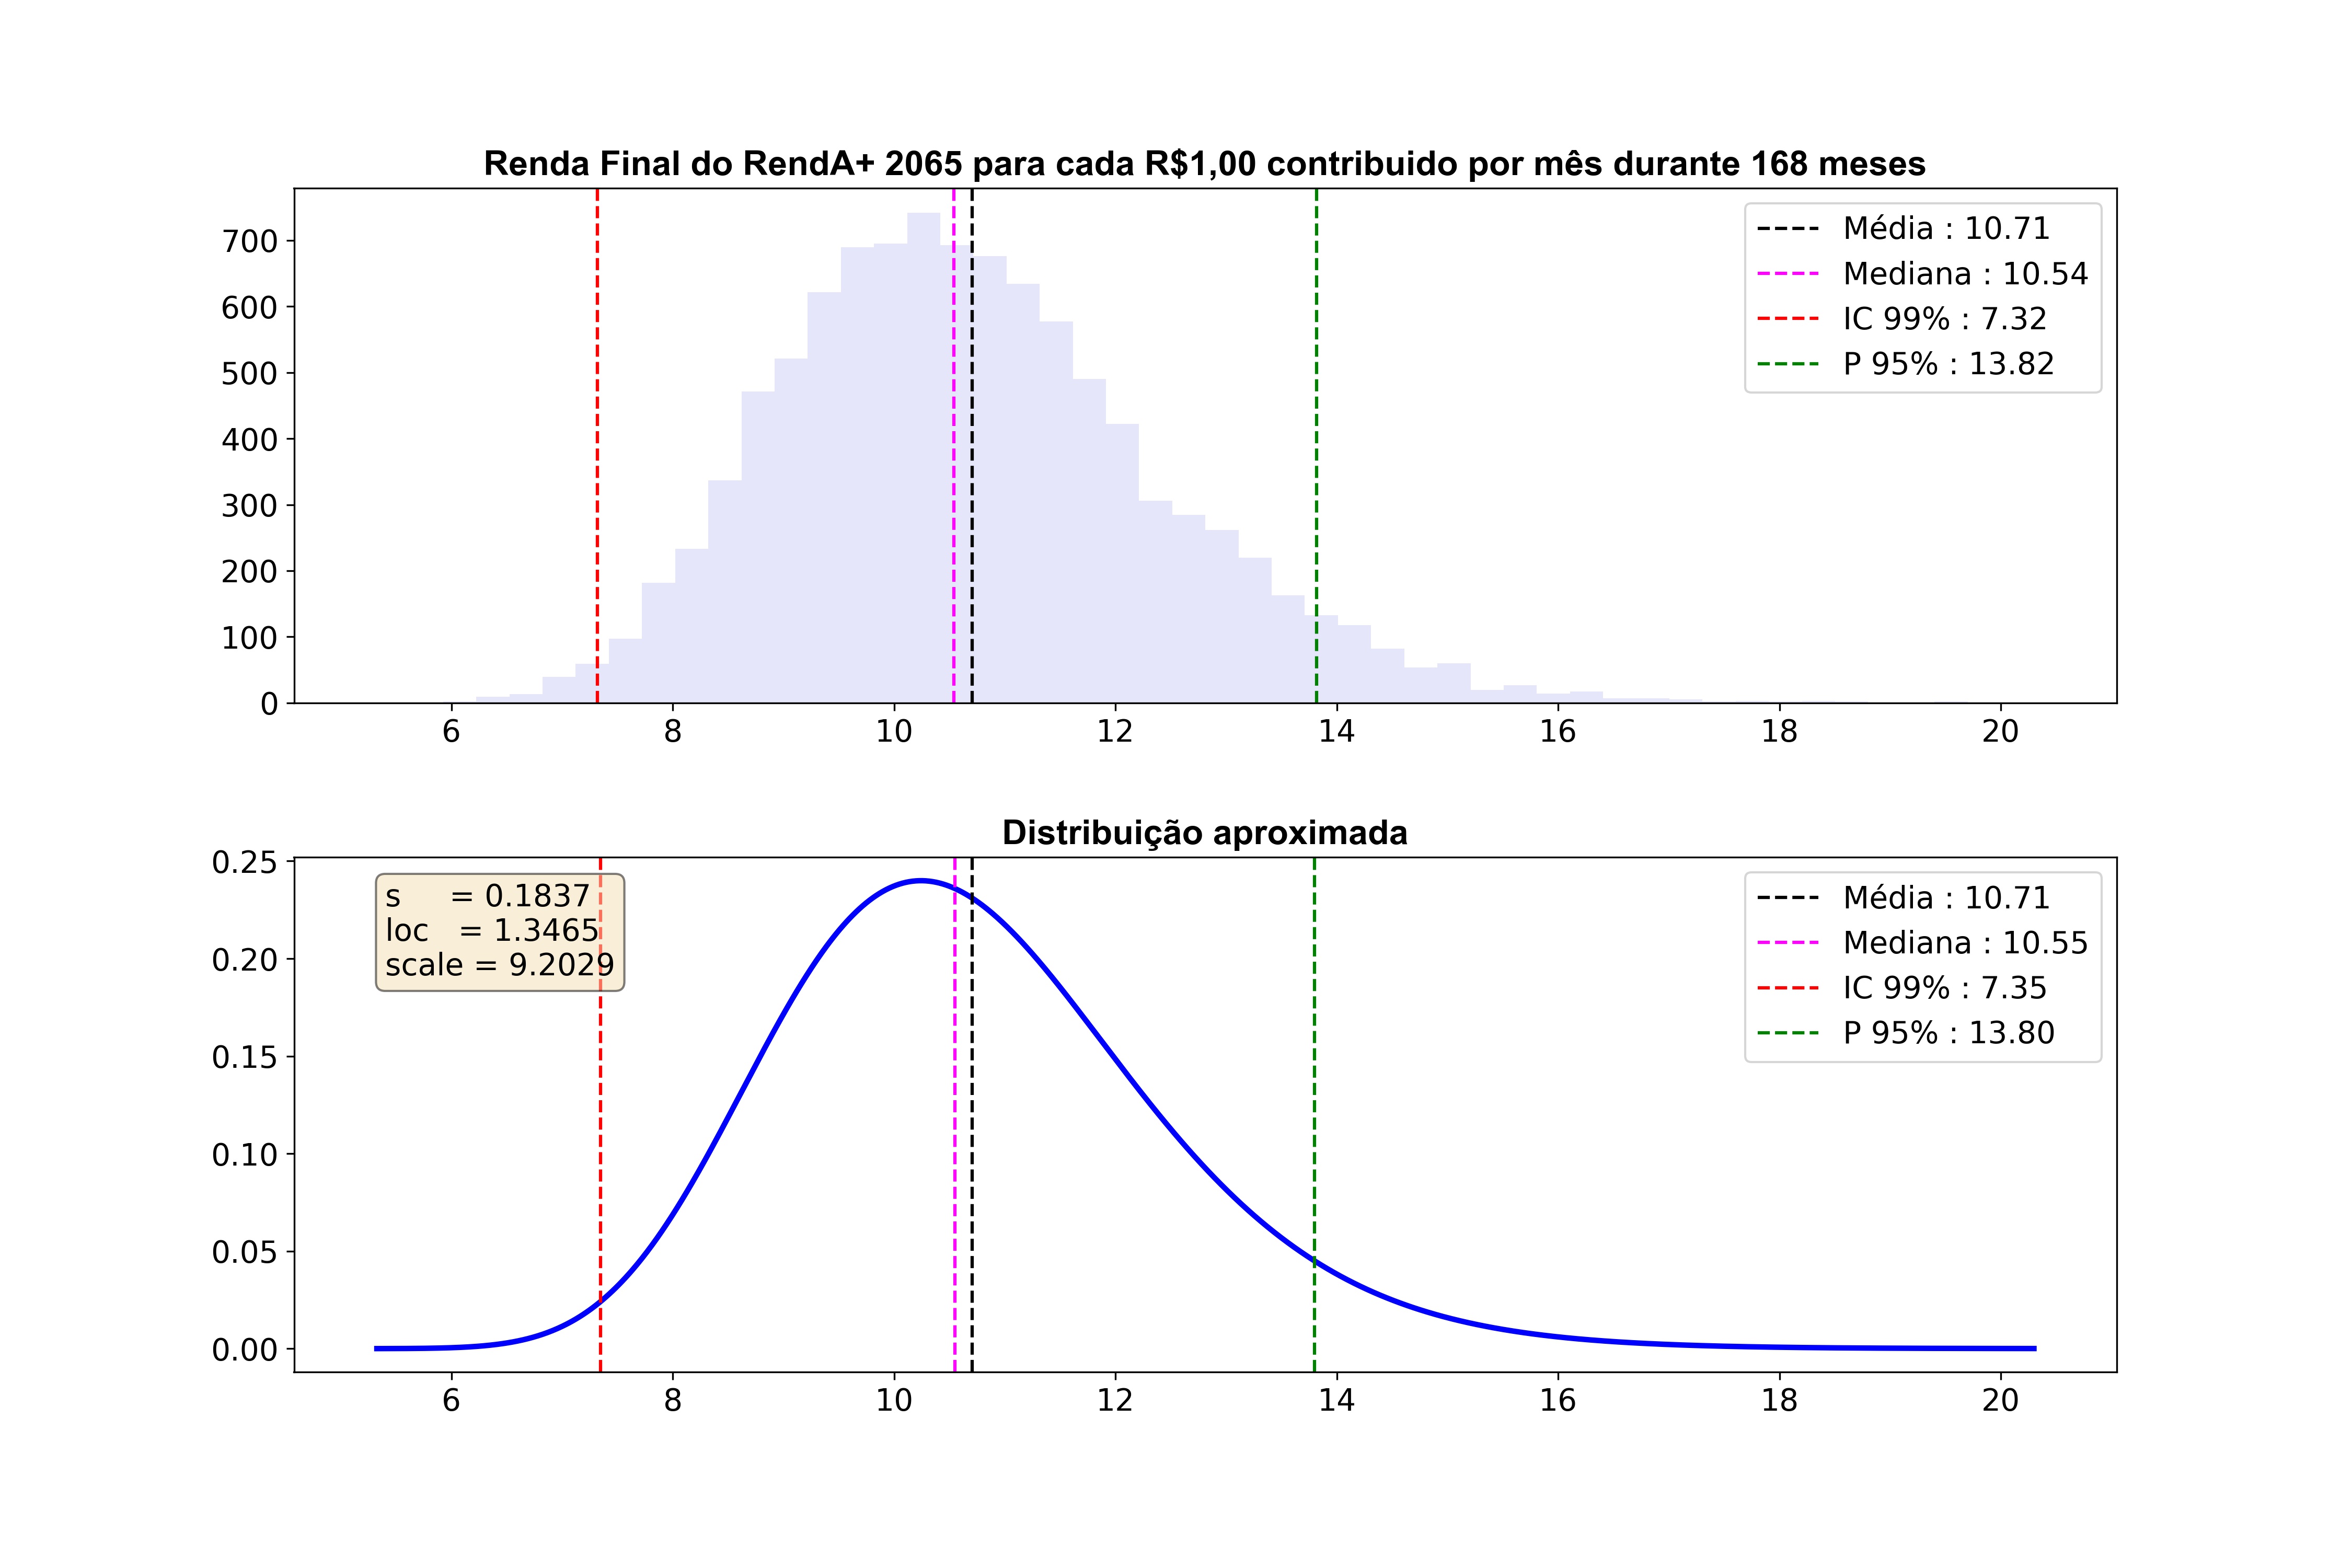 Renda Final do RendA+ 2065 para cada R$1,00 contribuido por mês durante 168 meses
700
600
500
400
300
200
100
0
Média : 10.71
Mediana : 10.54
IC 99% : 7.32
P 95% : 13.82
6 8 10 12 14 16 18 20
Distribuição aproximada
0.25
0.20
0.15
0.10
0.05
0.00
s = 0.1837
loc = 1.3465
scale = 9.2029
Média : 10.71
Mediana : 10.55
IC 99% : 7.35
P 95% : 13.80
6 8 10 12 14 16 18 20